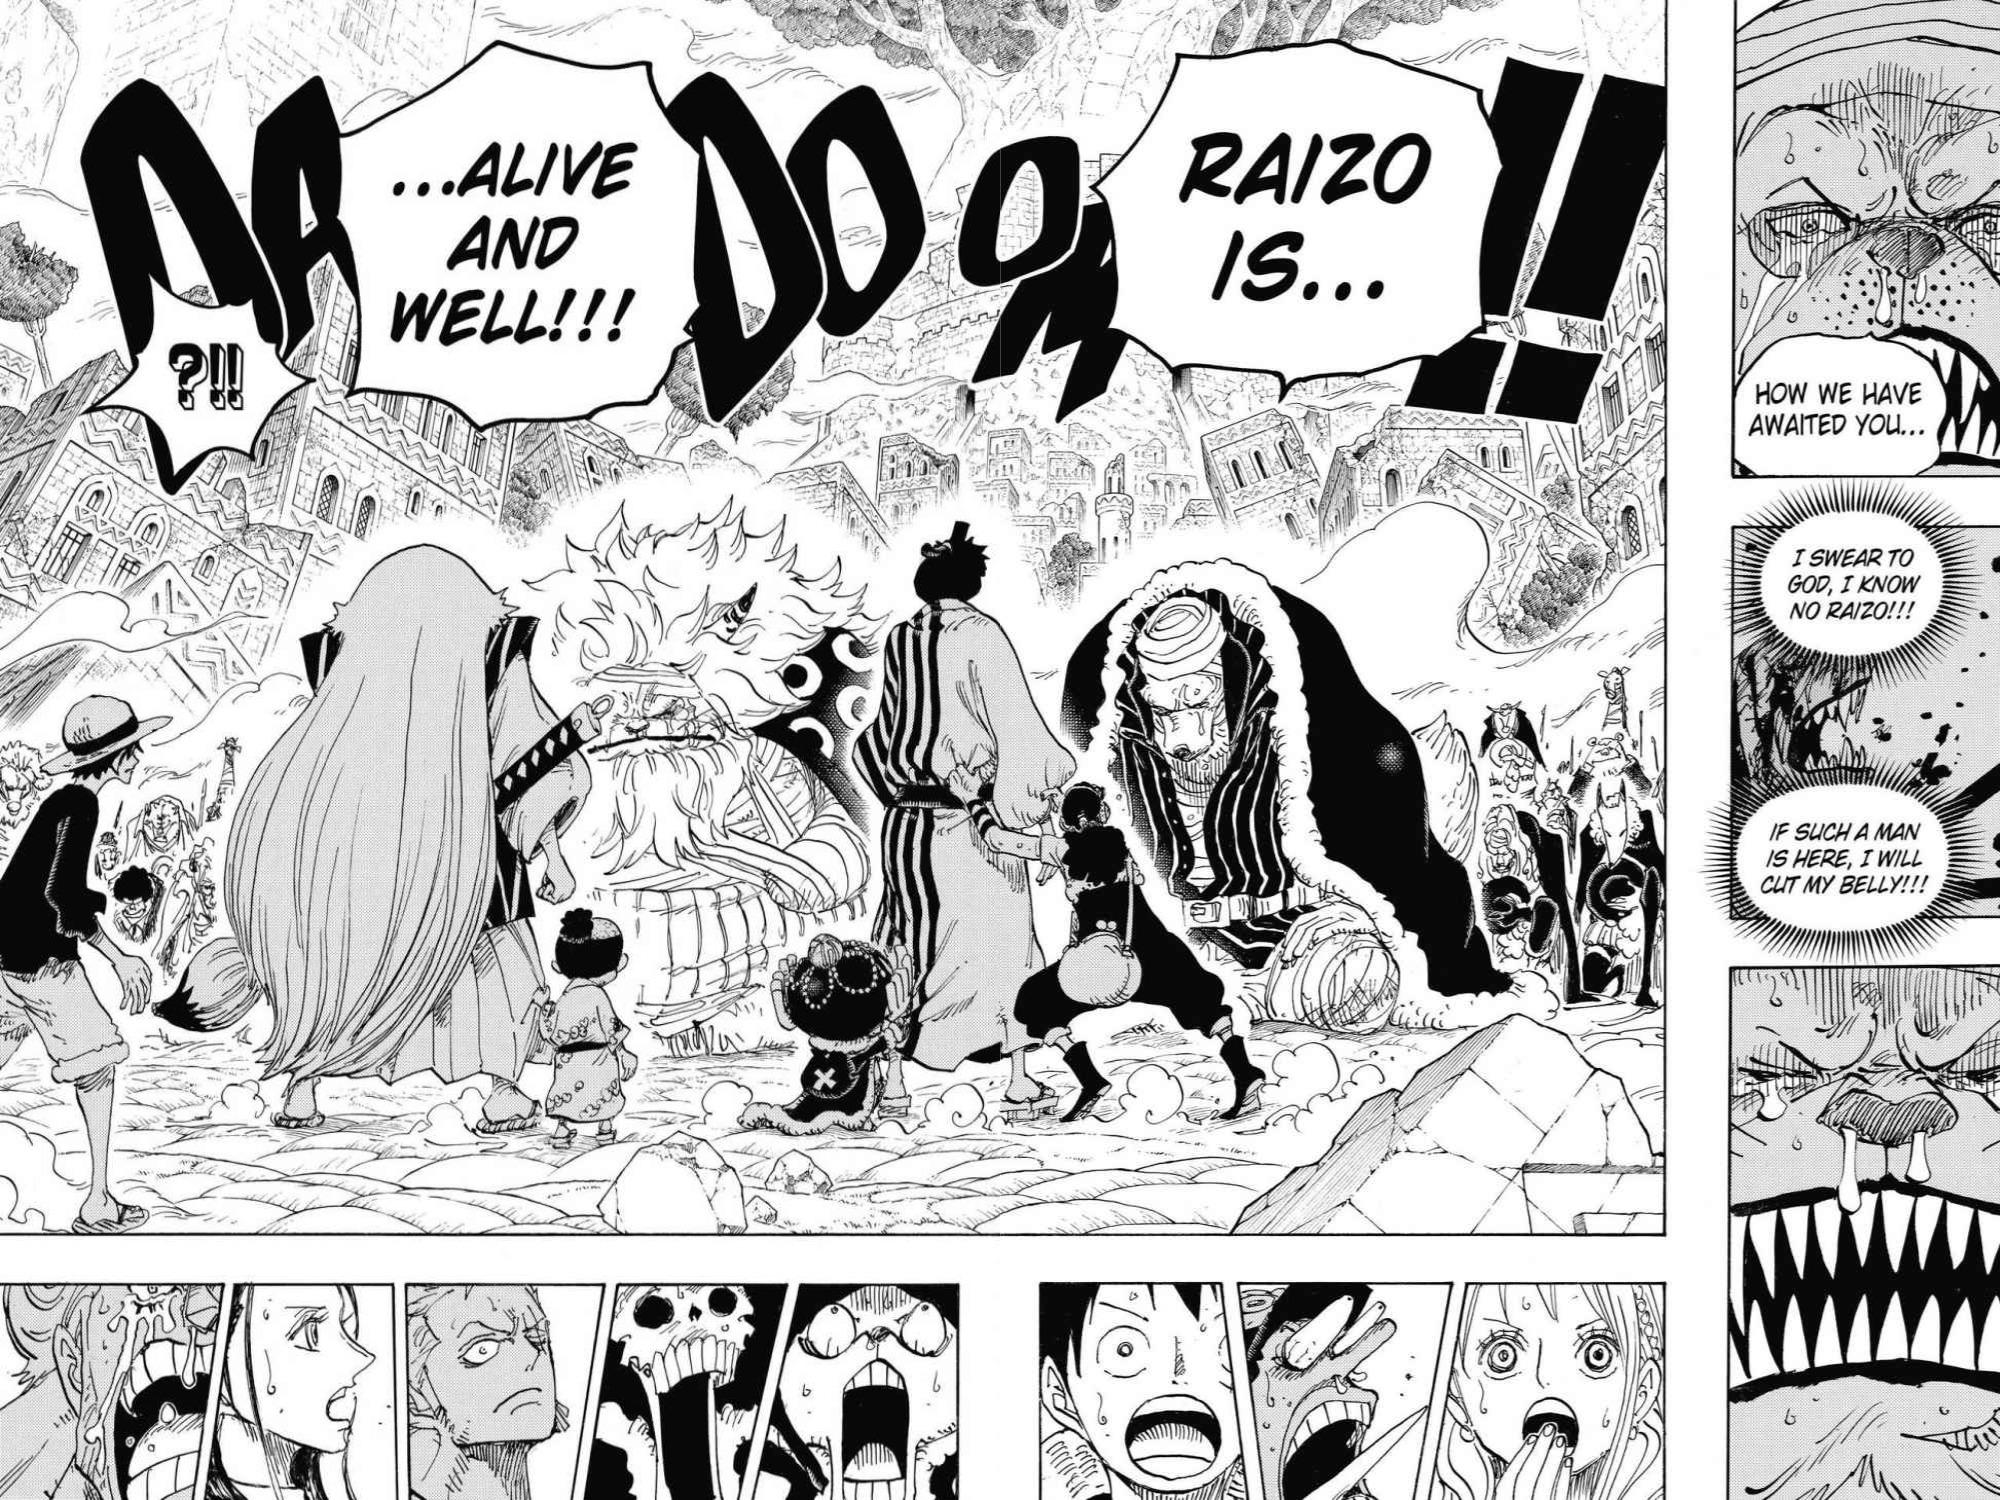 HOW WE HAVE
AWAITED YOU...
I SWEAR TO
GOD, I KNOW
NO RAIZO!!!
IF SUCH A MAN
IS HERE, I WILL
CUT MY BELLY!!!
RAIZO
IS...
...ALIVE
AND
WELL!!!
?!!
DOOM!!